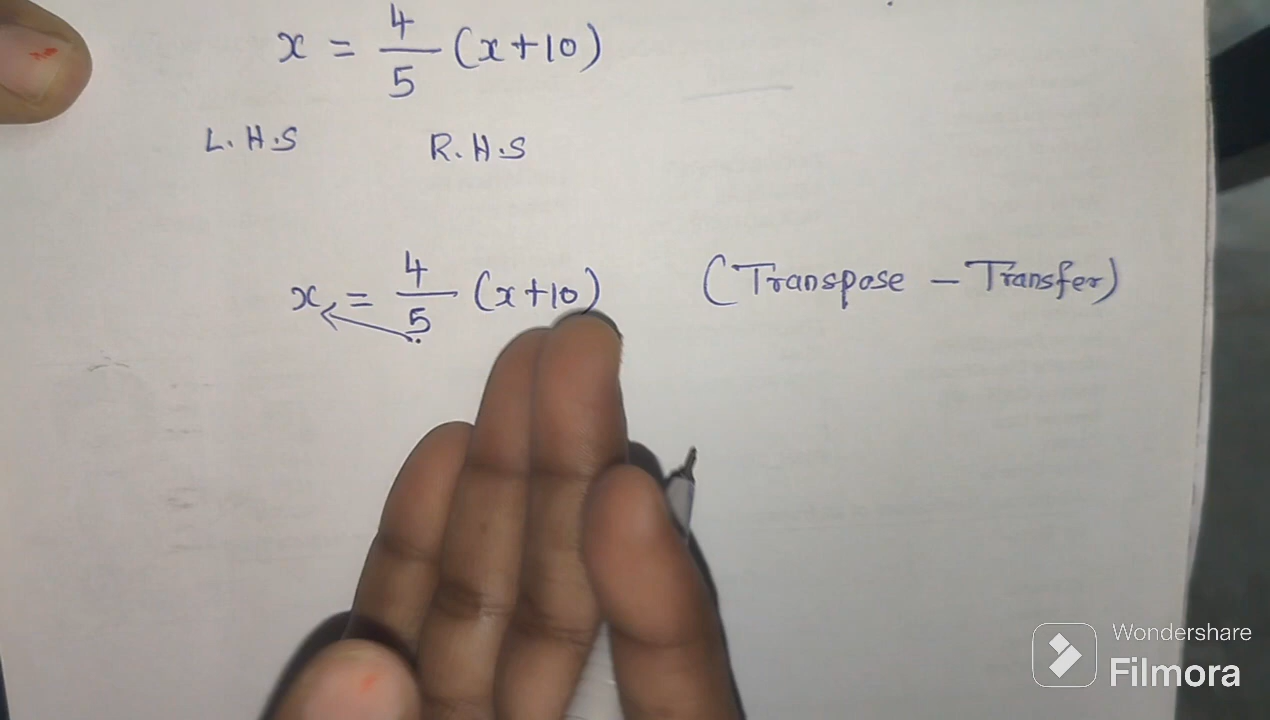 x = 4/5 (x+10)
L.H.S R.H.S
x = 4/5 (x+10) (Transpose - Transfer)
Wondershare
Filmora